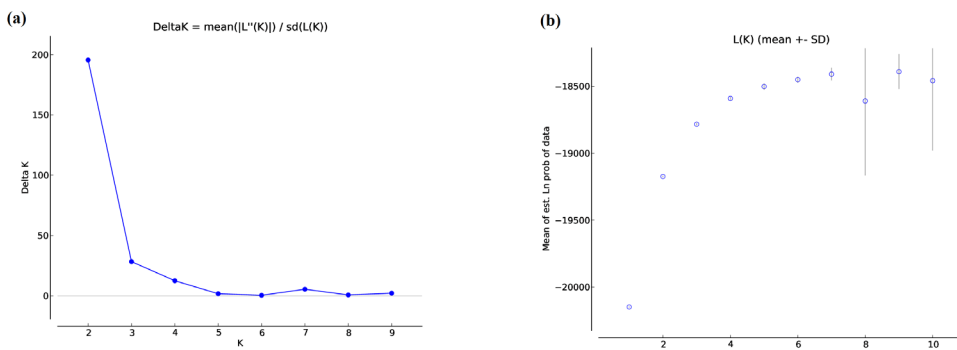 (a)
DeltaK = mean(|L''(K)|) / sd(L(K))
200
150
100
50
0
Delta K
2 3 4 5 6 7 8 9
K
(b)
L(K) (mean +- SD)
−18500
−19000
−19500
−20000
Mean of est. Ln prob of data
2 4 6 8 10